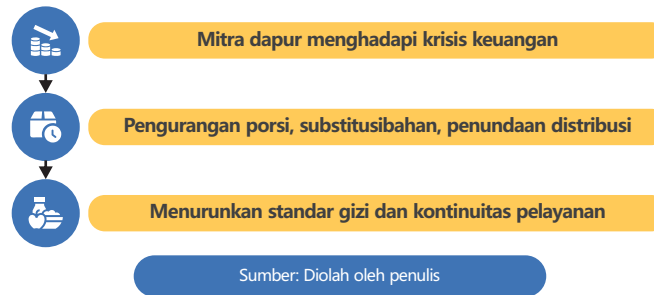 Mitra dapur menghadapi krisis keuangan
Pengurangan porsi, substitusibahan, penundaan distribusi
Menurunkan standar gizi dan kontinuitas pelayanan
Sumber: Diolah oleh penulis